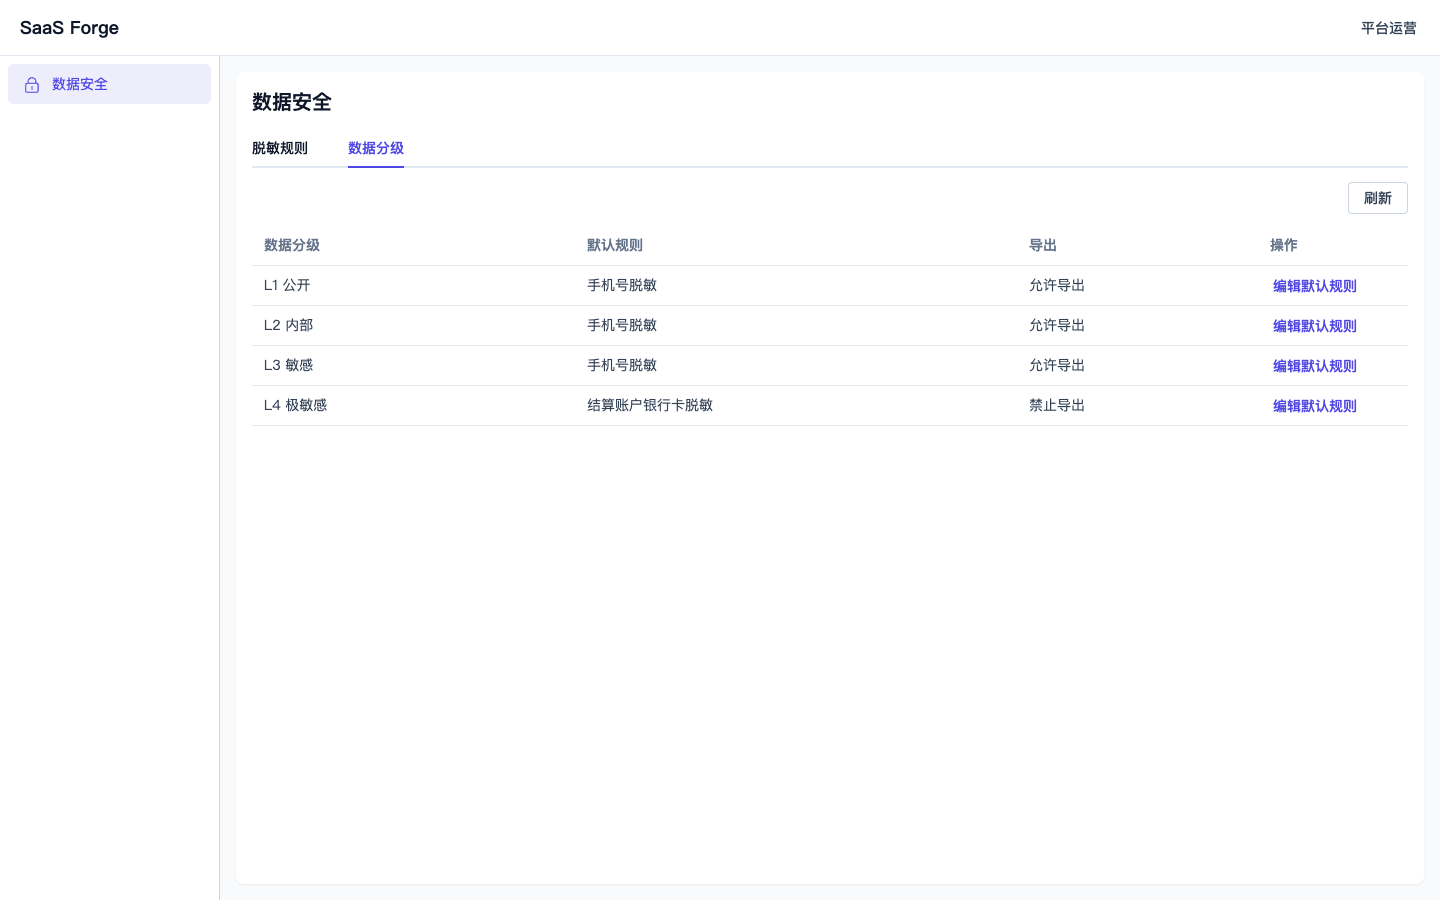 SaaS Forge
平台运营
数据安全
数据安全
脱敏规则 数据分级
刷新
数据分级 默认规则 导出 操作
L1 公开 手机号脱敏 允许导出 编辑默认规则
L2 内部 手机号脱敏 允许导出 编辑默认规则
L3 敏感 手机号脱敏 允许导出 编辑默认规则
L4 极敏感 结算账户银行卡脱敏 禁止导出 编辑默认规则